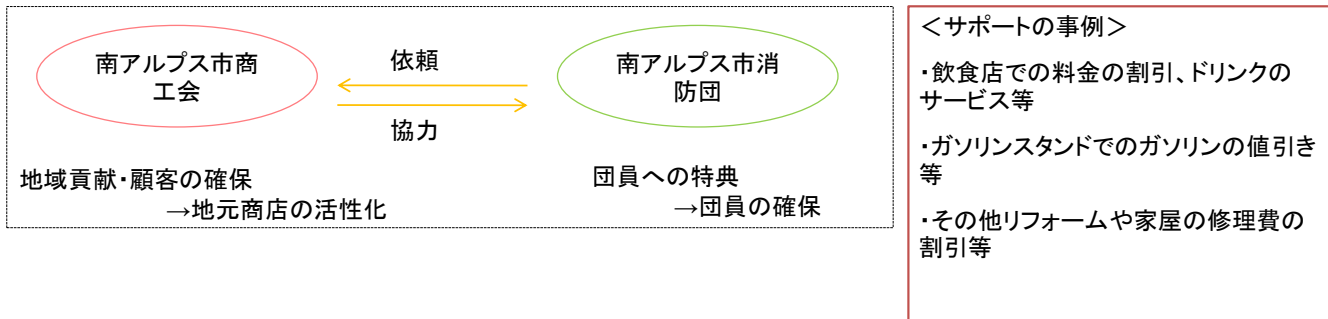 南アルプス市商
工会
依頼
協力
南アルプス市消
防団
地域貢献・顧客の確保
→地元商店の活性化
団員への特典
→団員の確保
＜サポートの事例＞
・飲食店での料金の割引、ドリンクの
サービス等
・ガソリンスタンドでのガソリンの値引き
等
・その他リフォームや家屋の修理費の
割引等